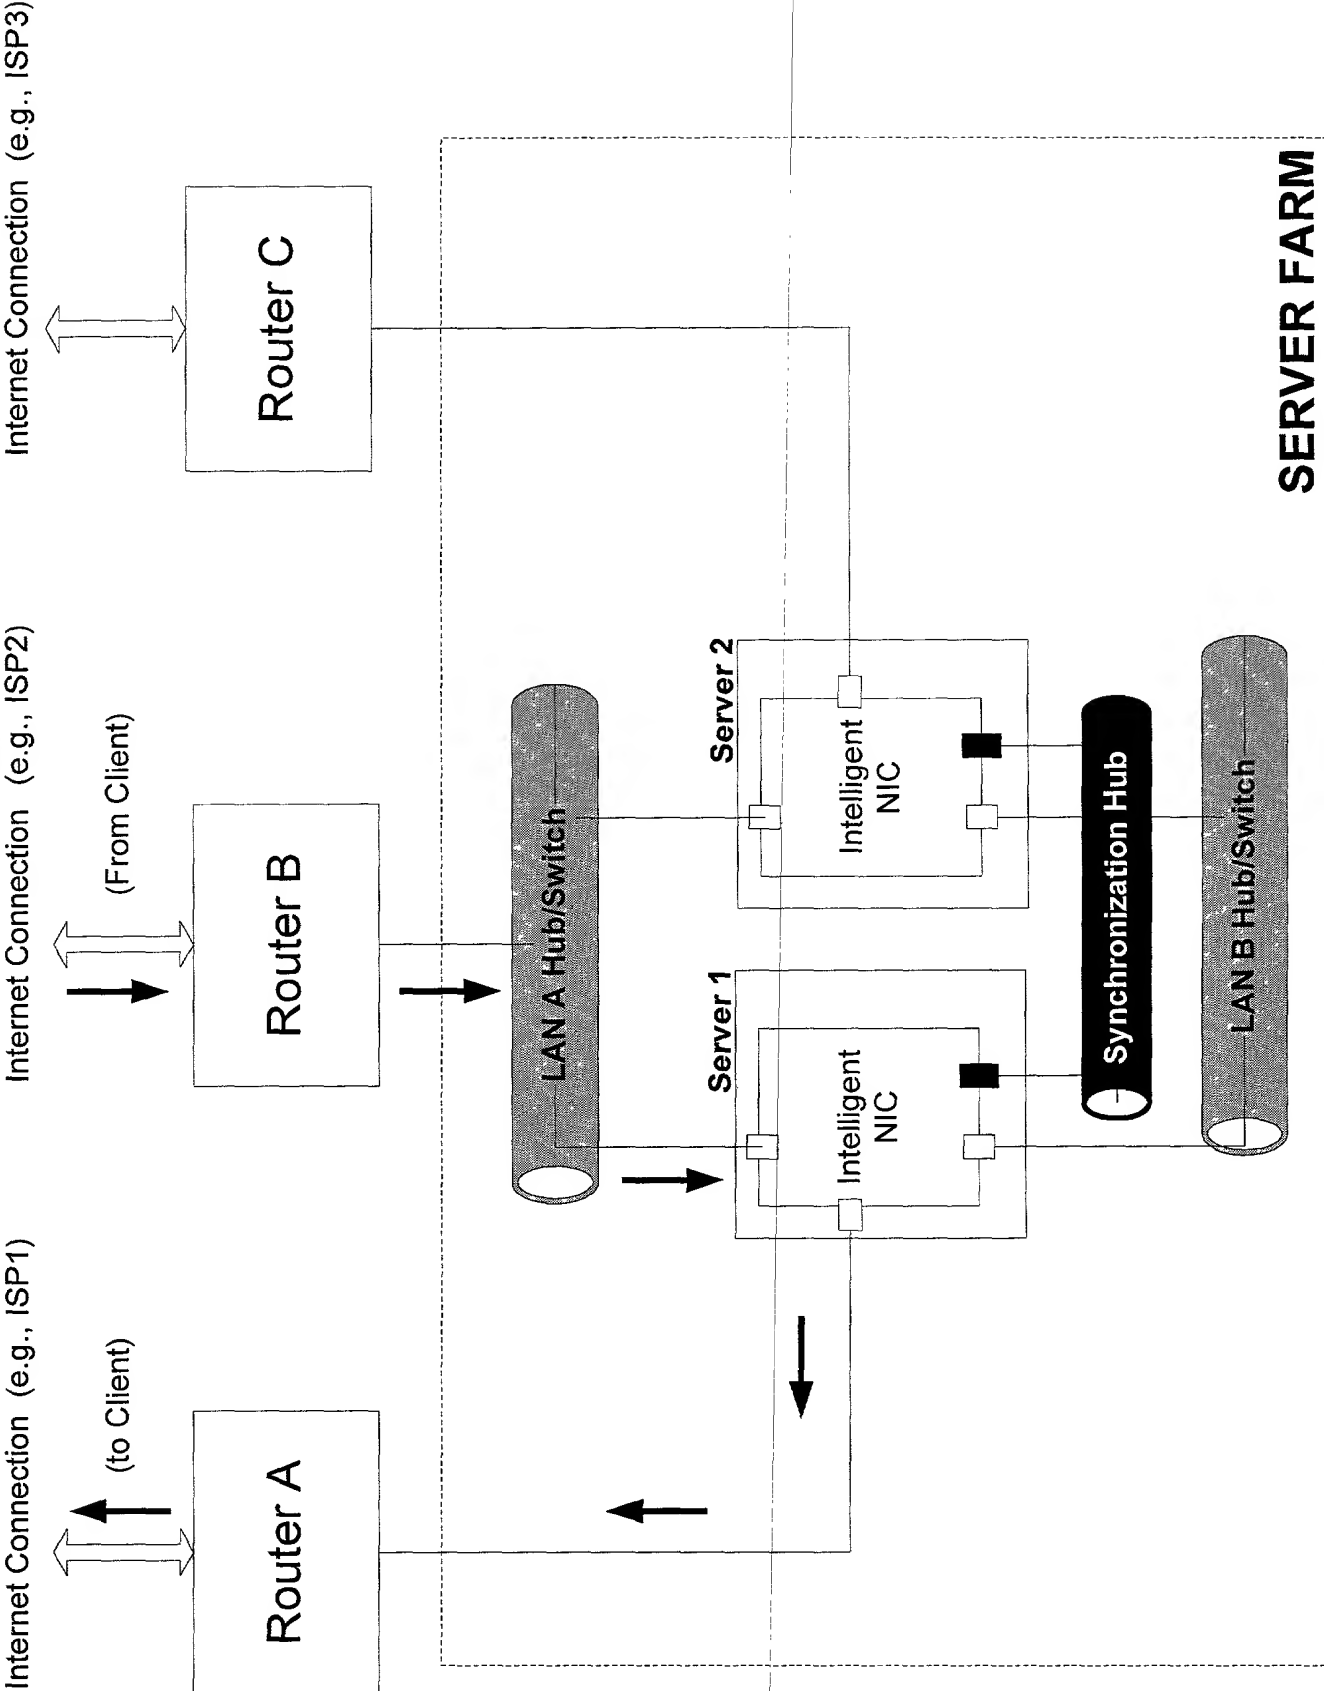 Internet Connection (e.g., ISP1)
Internet Connection (e.g., ISP2)
Internet Connection (e.g., ISP3)
(to Client)
(From Client)
Router A
Router B
Router C
LAN A Hub/Switch
Server 1
Server 2
Intelligent
NIC
Intelligent
NIC
Synchronization Hub
LAN B Hub/Switch
SERVER FARM